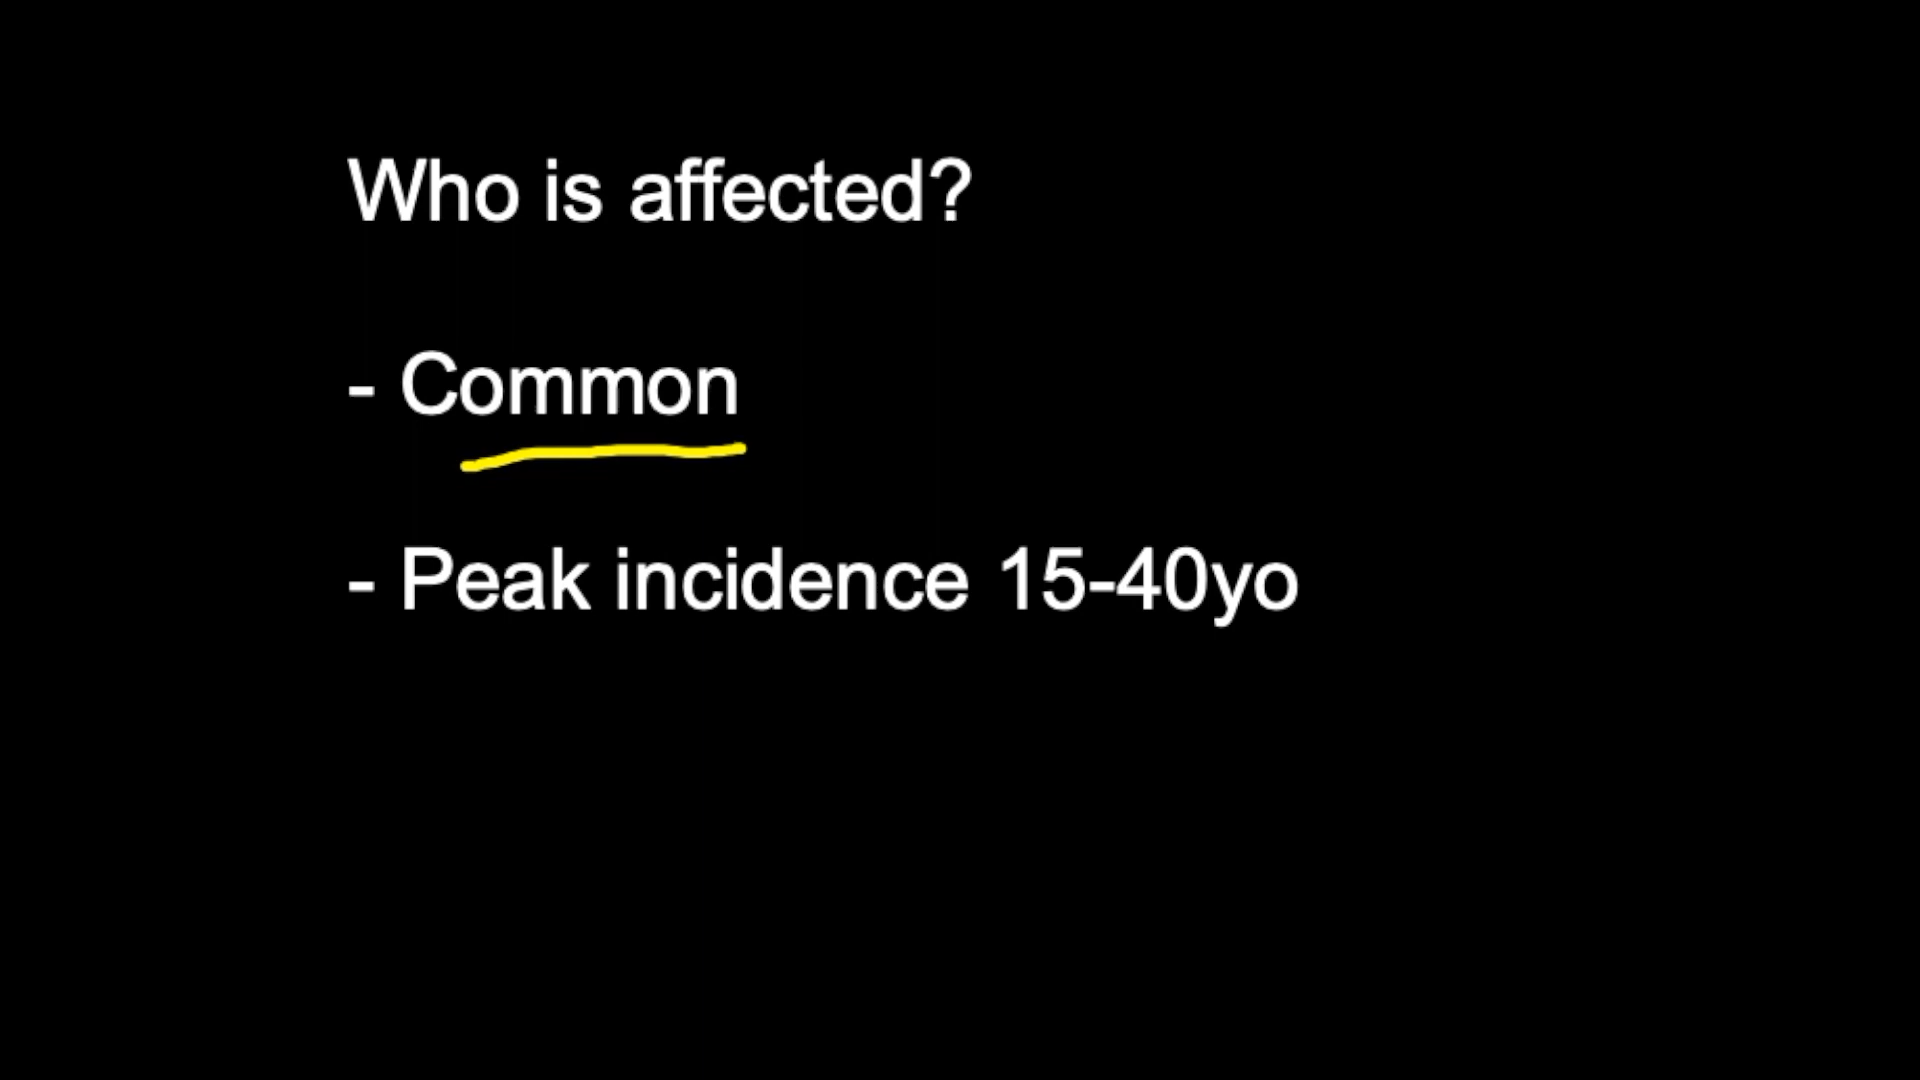 Who is affected?
- Common
- Peak incidence 15-40yo